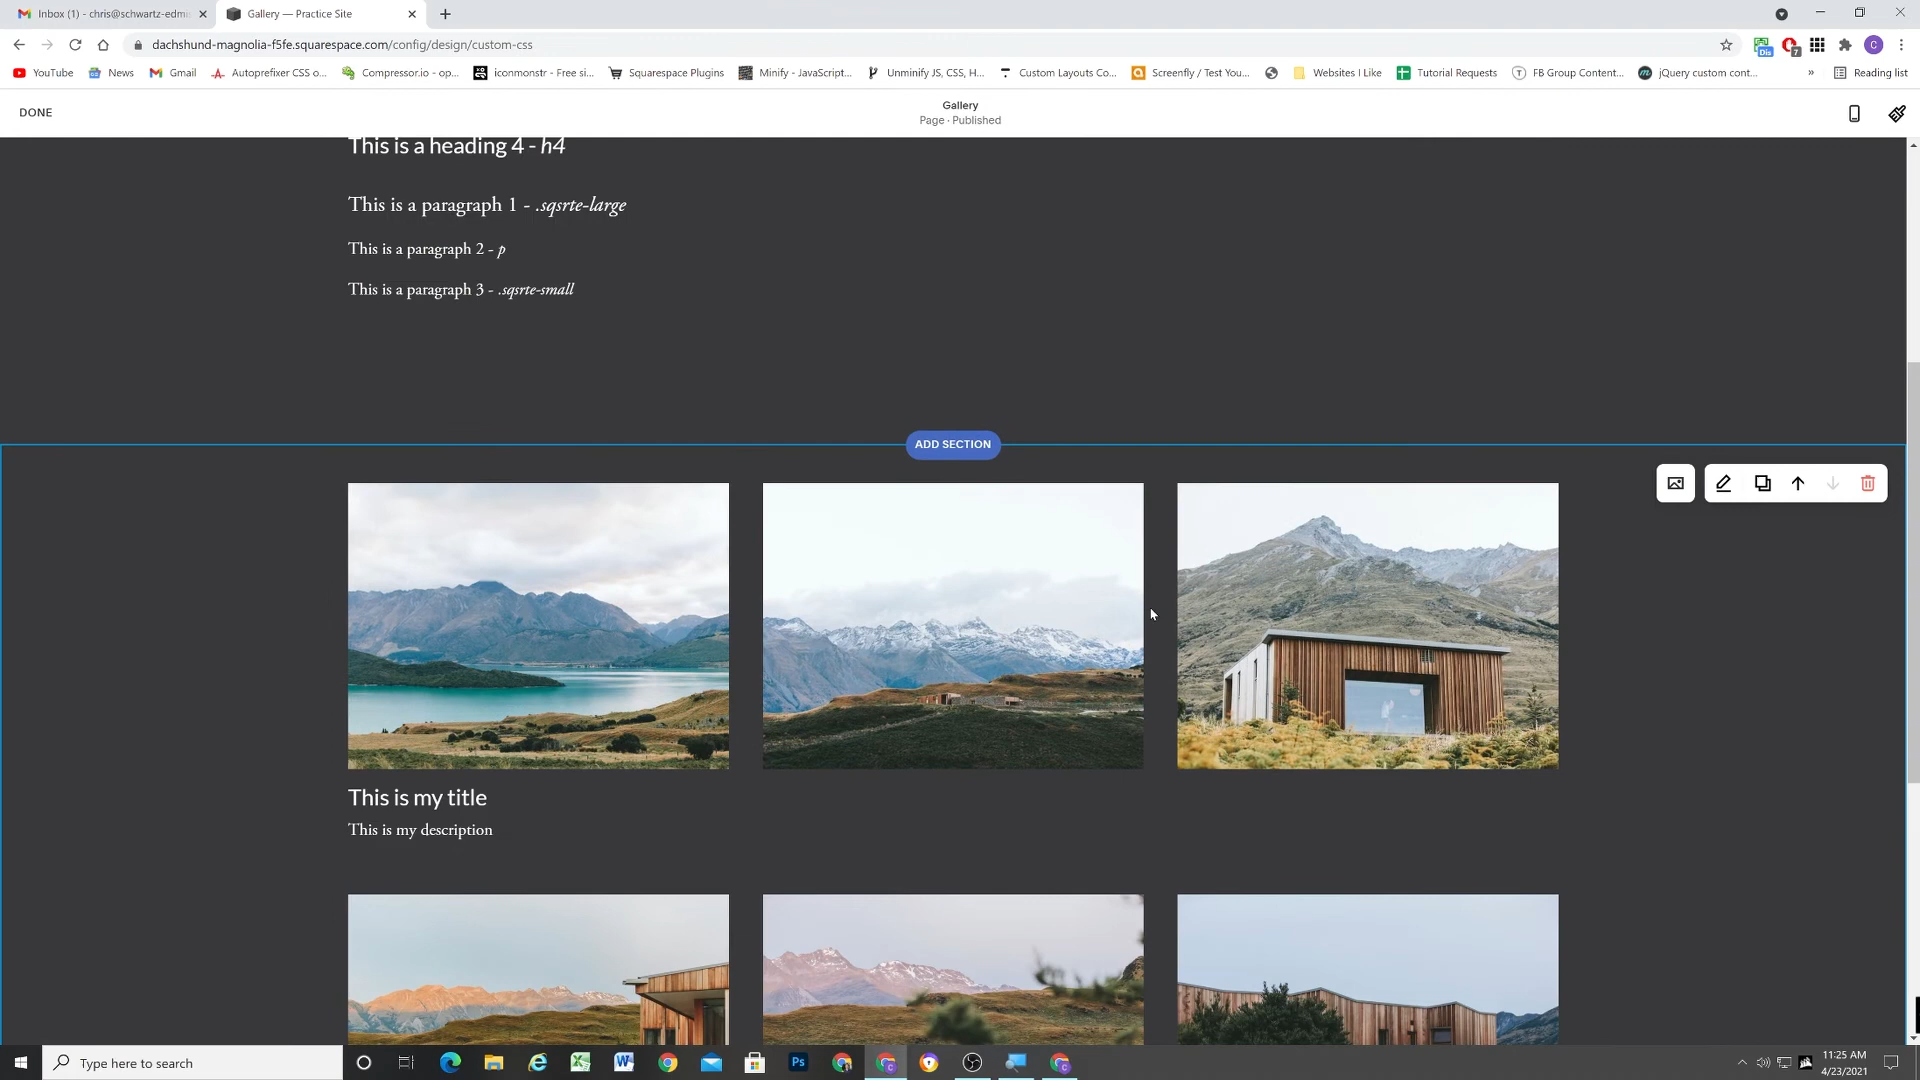 Inbox (1) - chris@schwartz-edmi
Gallery — Practice Site
dachshund-magnolia-f5fe.squarespace.com/config/design/custom-css
Dis
7
C
YouTube
News
Gmail
Autoprefixer CSS o...
Compressor.io - op...
iconmonstr - Free si...
Squarespace Plugins
Minify - JavaScript...
Unminify JS, CSS, H...
Custom Layouts Co...
Screenfly / Test You...
Websites I Like
Tutorial Requests
FB Group Content...
jQuery custom cont...
»
Reading list
DONE
Gallery
Page · Published
This is a heading 4 - h4
This is a paragraph 1 - .sqsrte-large
This is a paragraph 2 - p
This is a paragraph 3 - .sqsrte-small
ADD SECTION
This is my title
This is my description
Type here to search
11:25 AM
4/23/2021